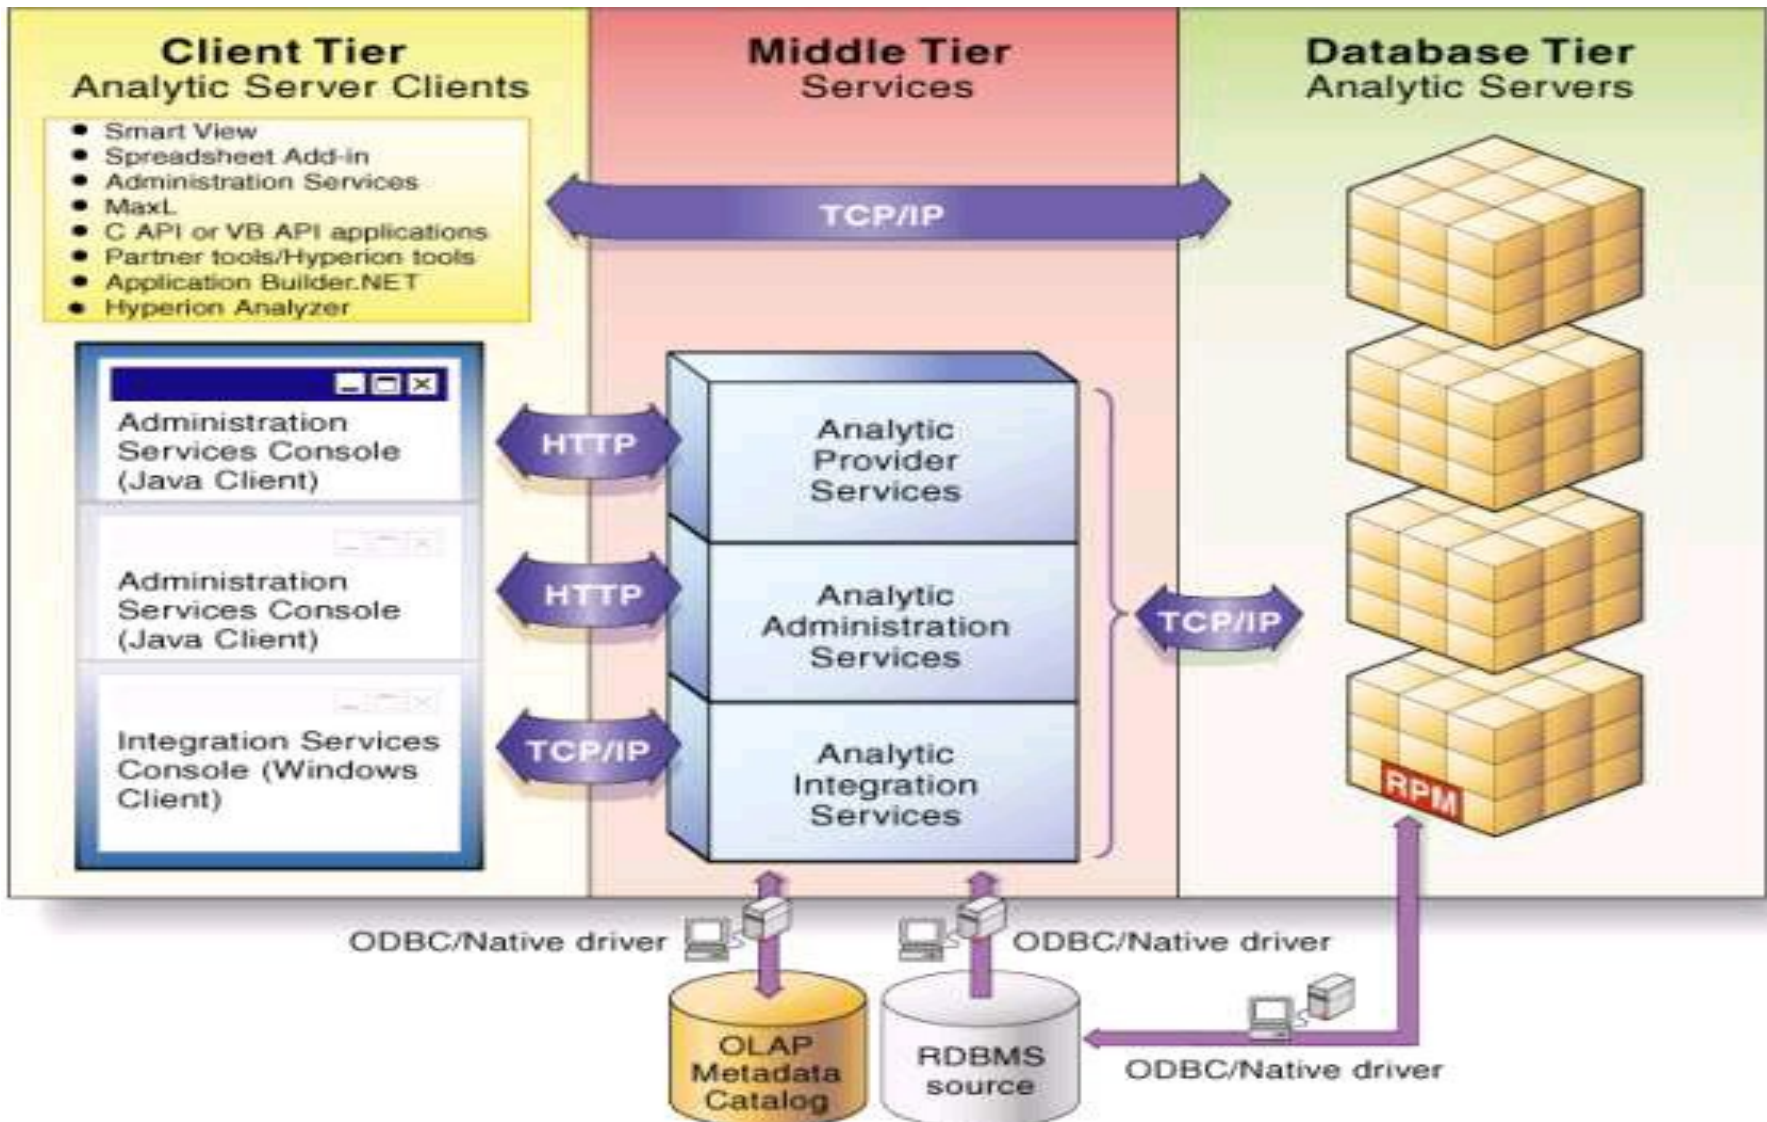 Client Tier
Analytic Server Clients
• Smart View
• Spreadsheet Add-in
• Administration Services
• MaxL
• C API or VB API applications
• Partner tools/Hyperion tools
• Application Builder.NET
• Hyperion Analyzer
Administration
Services Console
(Java Client)
Administration
Services Console
(Java Client)
Integration Services
Console (Windows
Client)
Middle Tier
Services
TCP/IP
HTTP
HTTP
TCP/IP
Analytic
Provider
Services
Analytic
Administration
Services
Analytic
Integration
Services
TCP/IP
Database Tier
Analytic Servers
RPM
ODBC/Native driver
ODBC/Native driver
ODBC/Native driver
OLAP
Metadata
Catalog
RDBMS
source